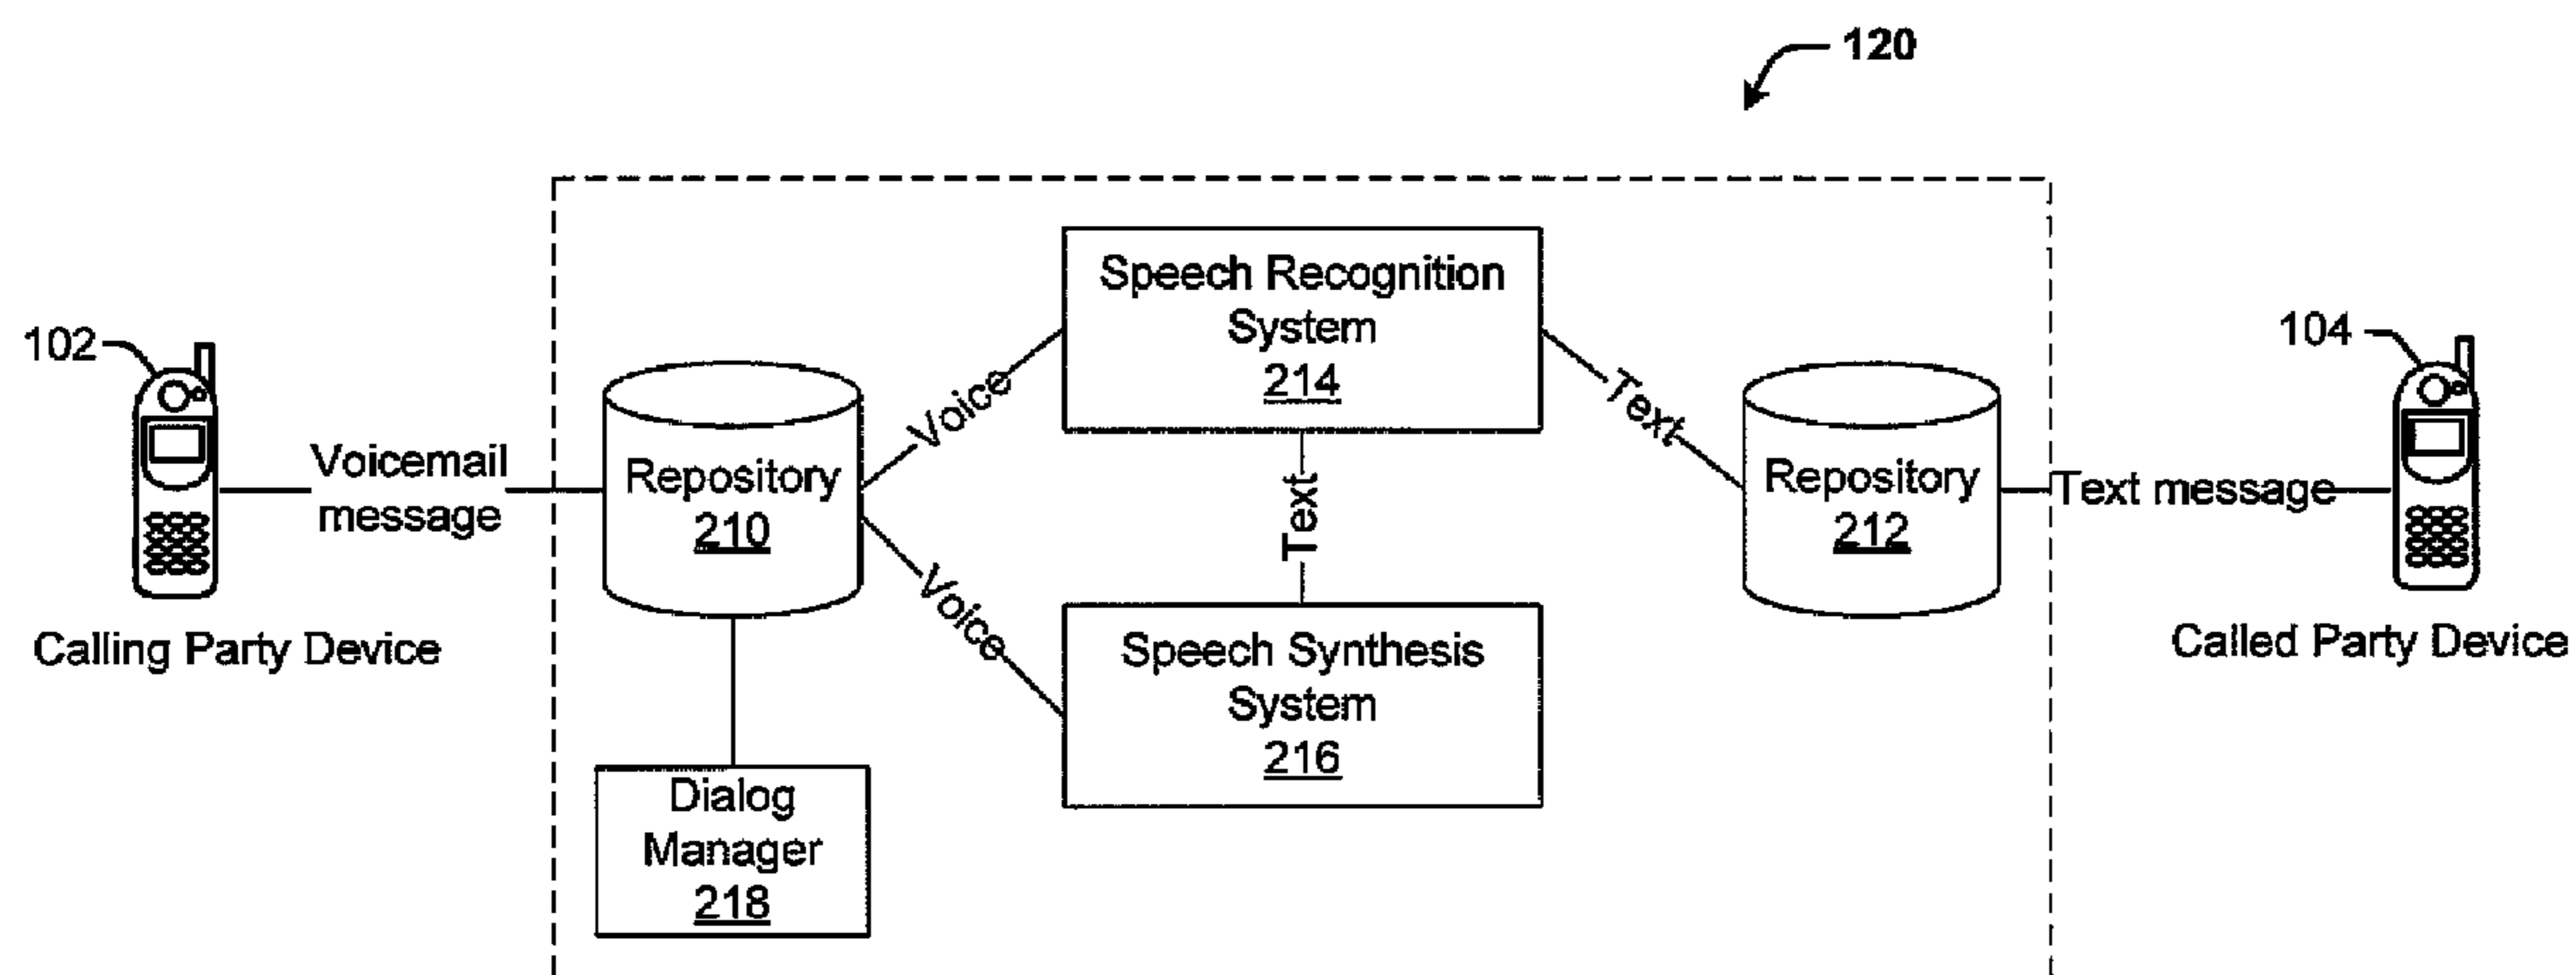 120
102
Calling Party Device
Voicemail
message
Repository
210
Voice
Voice
Dialog
Manager
218
Speech Recognition
System
214
Text
Speech Synthesis
System
216
Text
Repository
212
Text message
104
Called Party Device